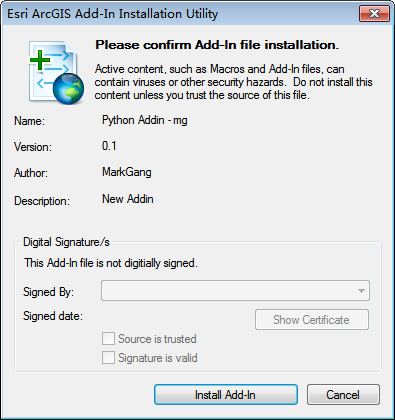 Esri ArcGIS Add-In Installation Utility
Please confirm Add-In file installation.
Active content, such as Macros and Add-In files, can
contain viruses or other security hazards. Do not install this
content unless you trust the source of this file.
Name: Python Addin - mg
Version: 0.1
Author: MarkGang
Description: New Addin
Digital Signature/s
This Add-In file is not digitially signed.
Signed By:
Signed date: Show Certificate
Source is trusted
Signature is valid
Install Add-In Cancel